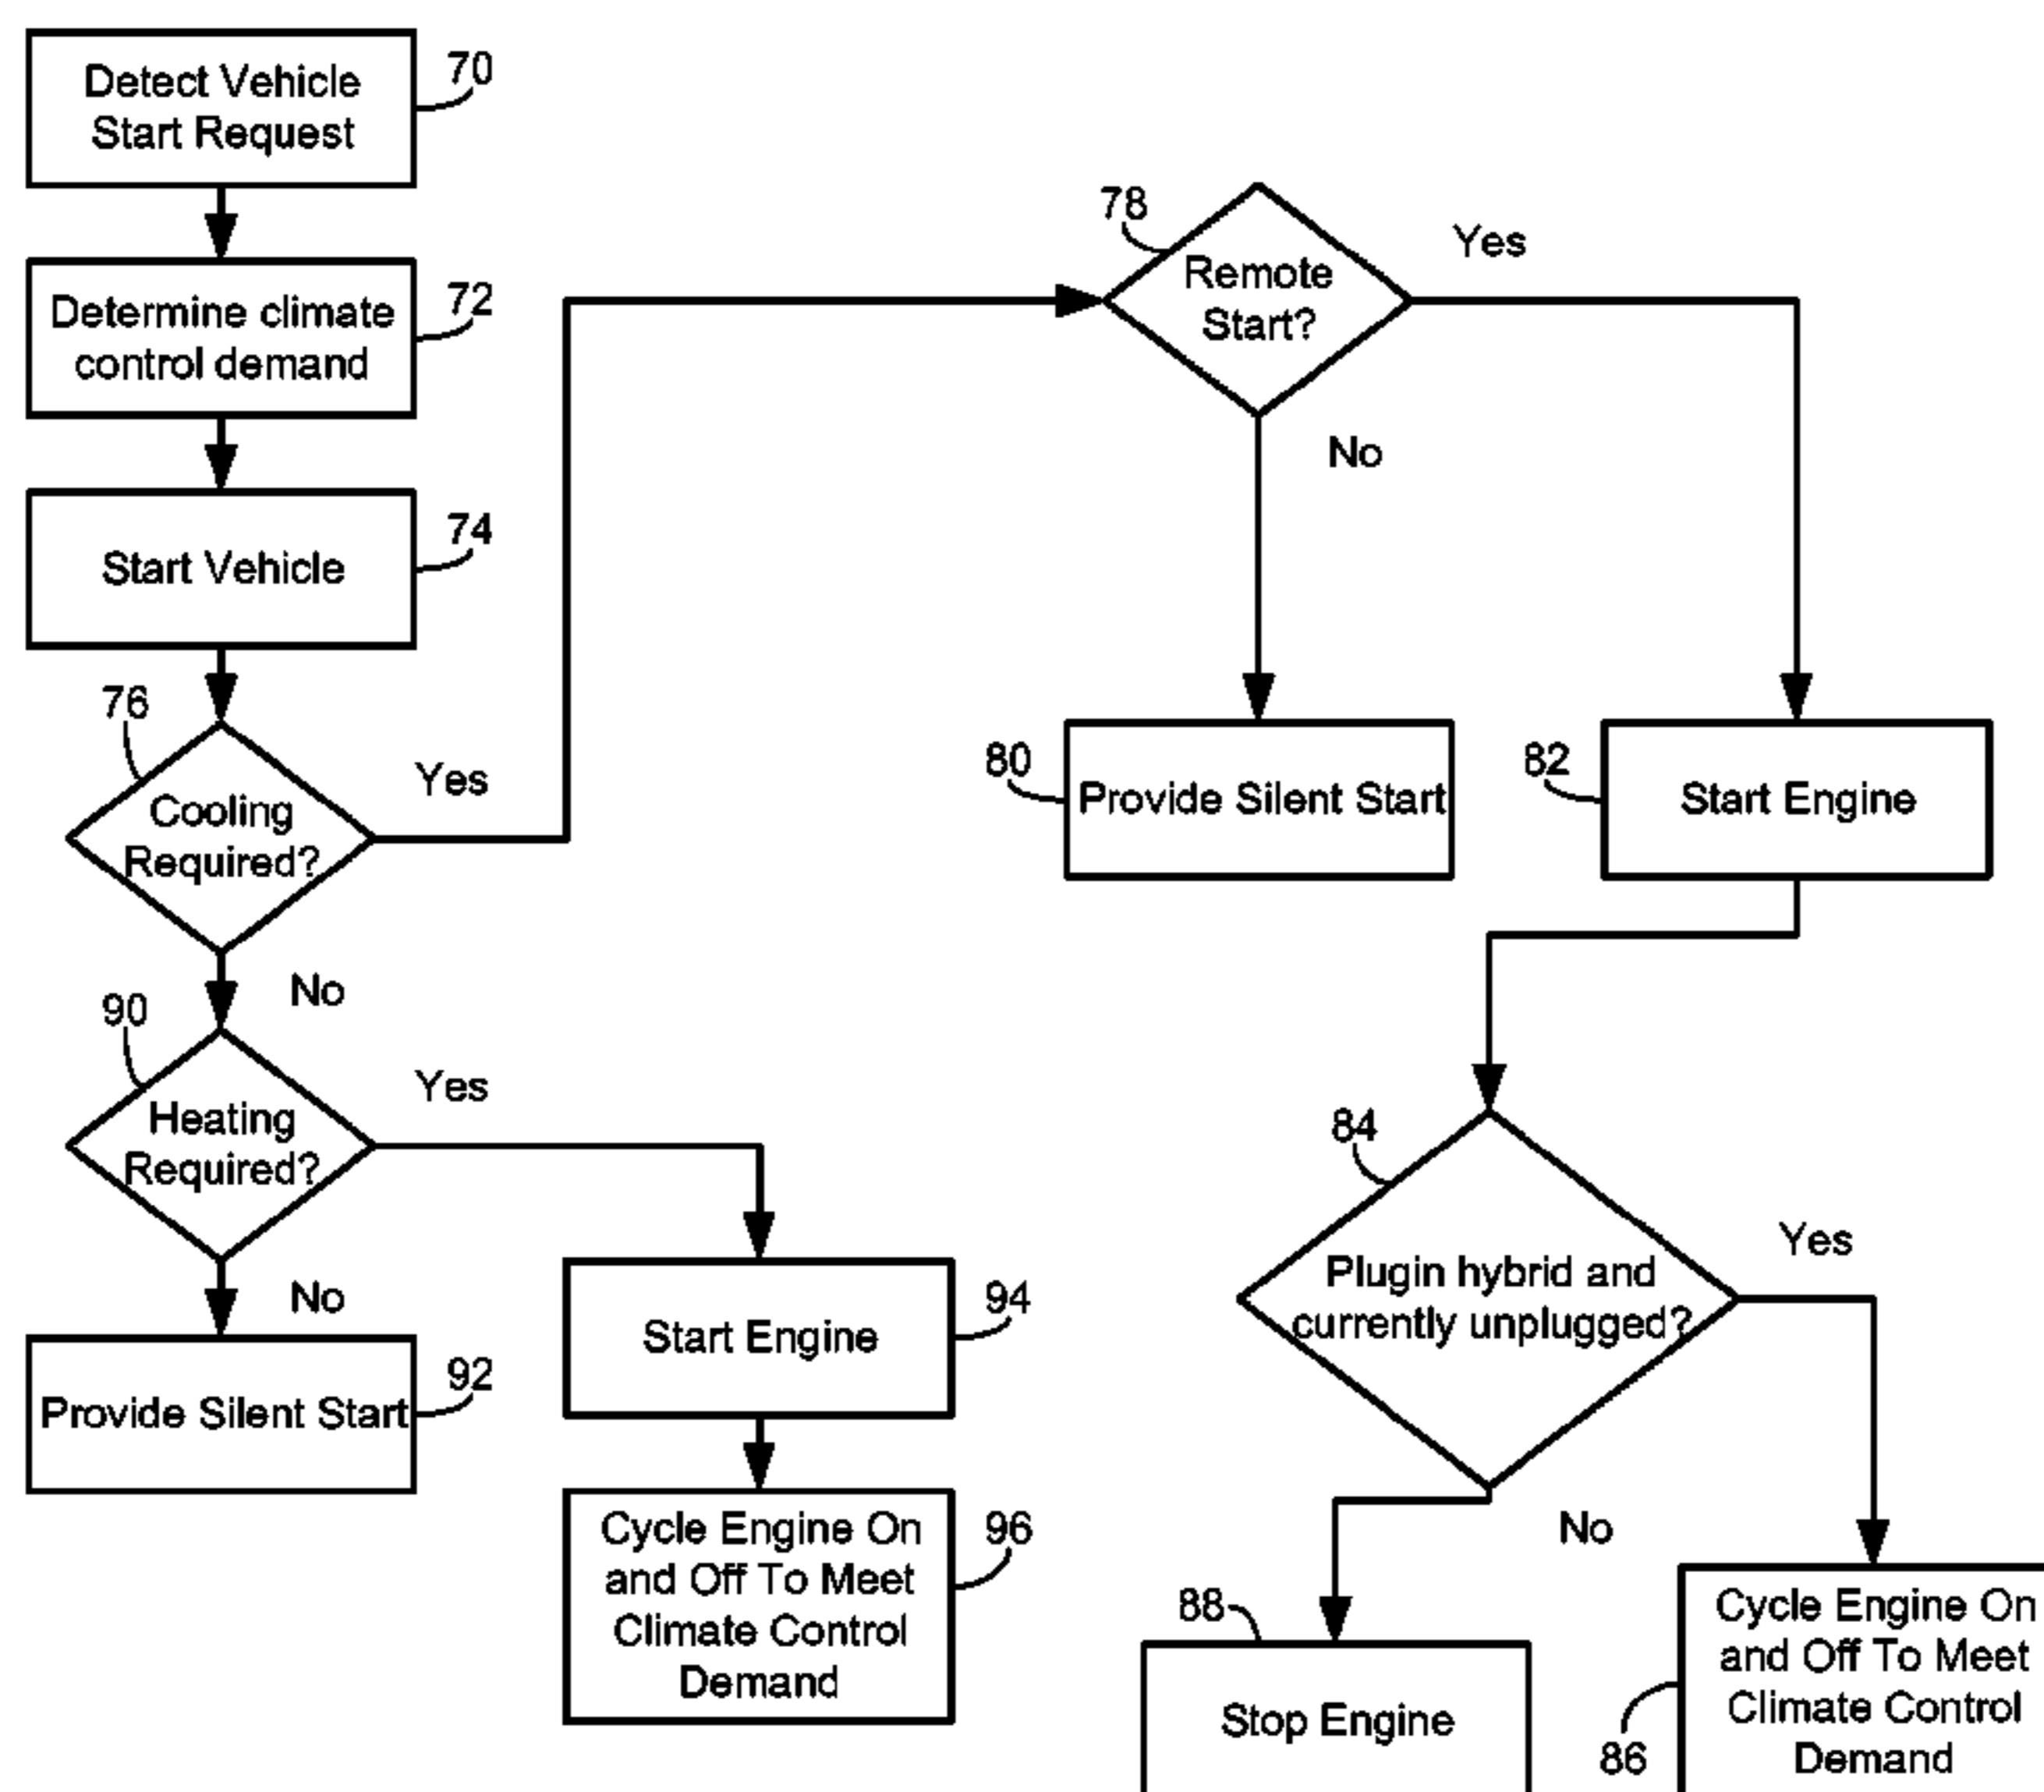 Detect Vehicle
Start Request
70
Determine climate
control demand
72
Start Vehicle
74
76
Cooling
Required?
Yes
No
78
Remote
Start?
Yes
No
80
Provide Silent Start
82
Start Engine
84
Plugin hybrid and
currently unplugged?
Yes
No
88
Stop Engine
Cycle Engine On
and Off To Meet
Climate Control
Demand
86
90
Heating
Required?
Yes
No
Provide Silent Start
92
Start Engine
94
Cycle Engine On
and Off To Meet
Climate Control
Demand
96